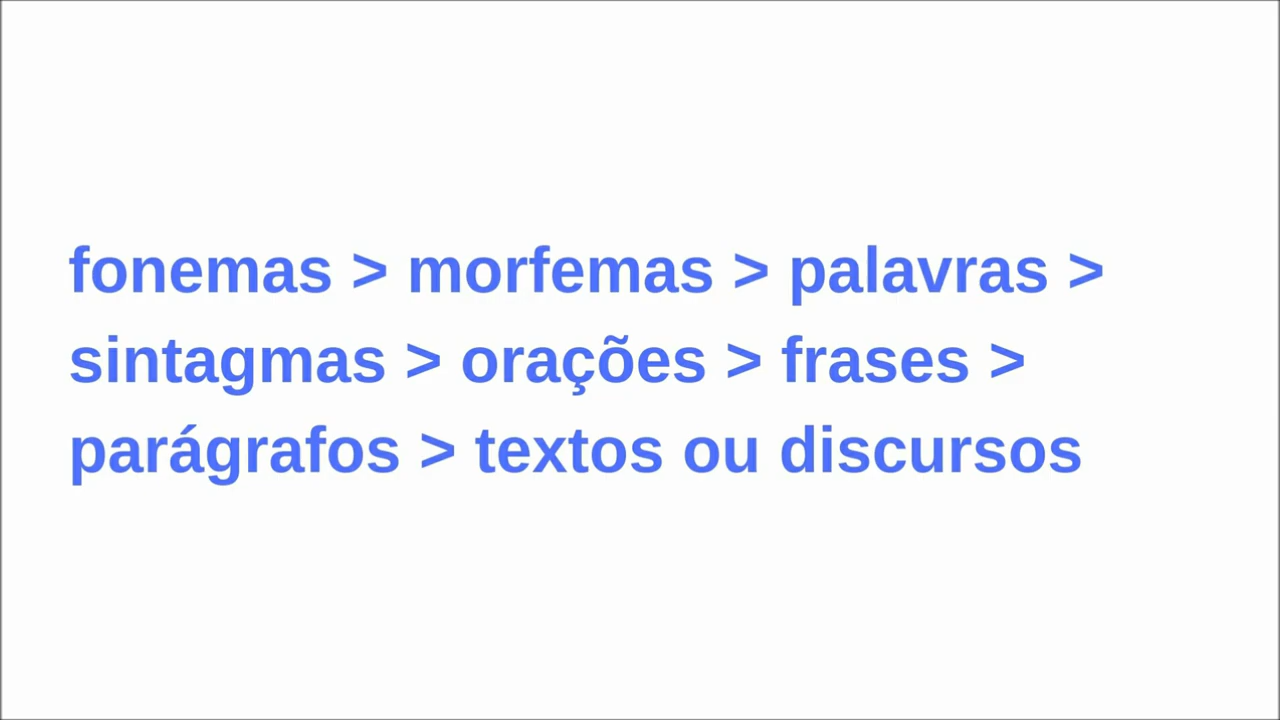 fonemas > morfemas > palavras >
sintagmas > orações > frases >
parágrafos > textos ou discursos